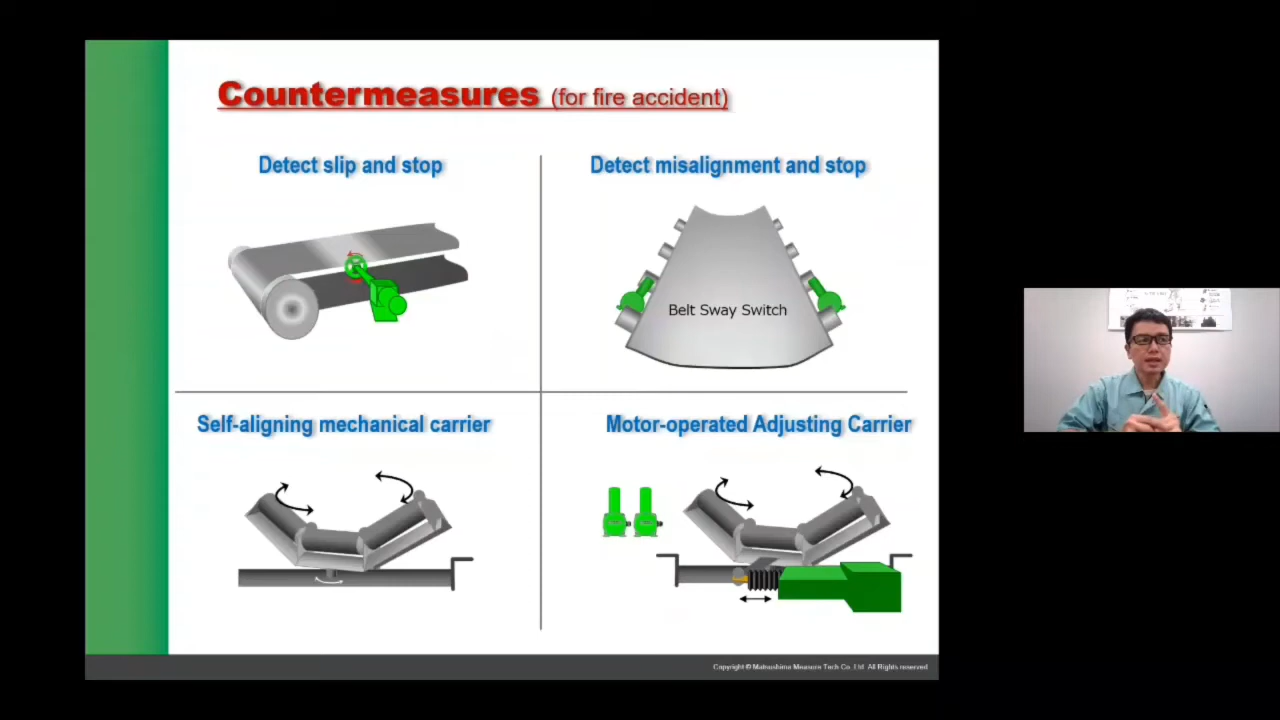 Countermeasures (for fire accident)
Detect slip and stop
Detect misalignment and stop
Belt Sway Switch
Self-aligning mechanical carrier
Motor-operated Adjusting Carrier
Copyright © Matsushima Measure Tech Co.,Ltd. All Rights reserved